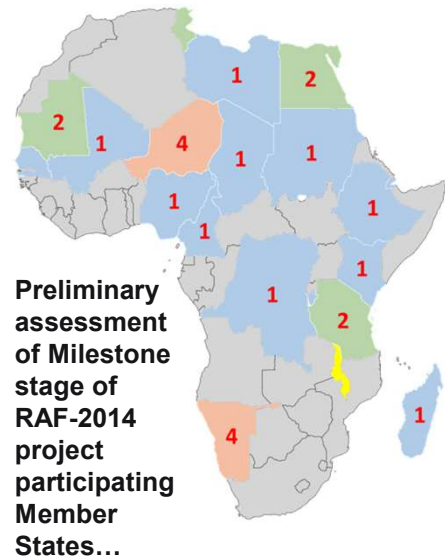 1
2
2
1
4
1
1
1
1
1
1
1
2
1
4
Preliminary
assessment
of Milestone
stage of
RAF-2014
project
participating
Member
States…